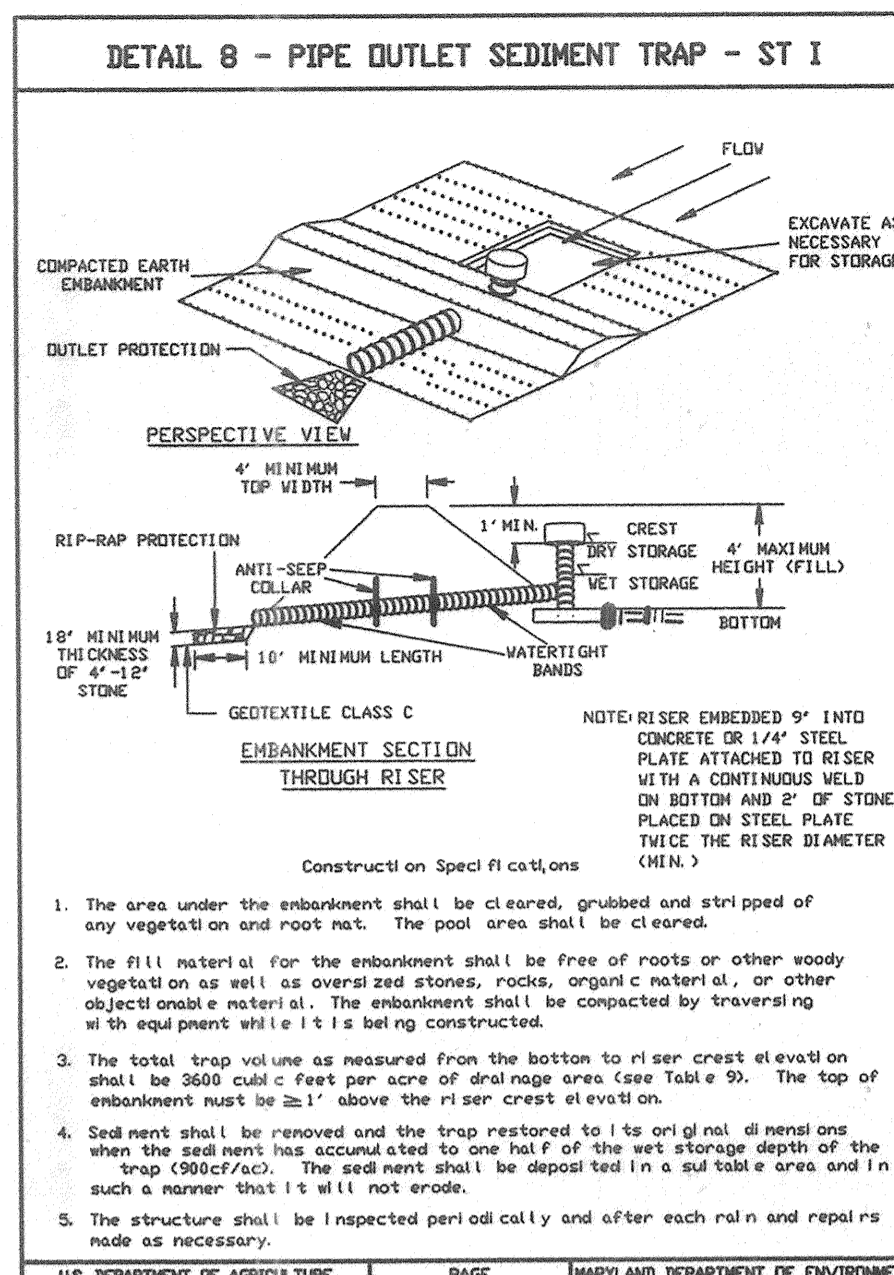 DETAIL 8 - PIPE OUTLET SEDIMENT TRAP - ST I
FLOW
EXCAVATE AS
NECESSARY
FOR STORAGE
COMPACTED EARTH
EMBANKMENT
OUTLET PROTECTION
PERSPECTIVE VIEW
4' MINIMUM
TOP WIDTH
RIP-RAP PROTECTION
1' MIN.
CREST
DRY STORAGE
4' MAXIMUM
HEIGHT (FILL)
ANTI-SEEP
COLLAR
WET STORAGE
BOTTOM
18" MINIMUM
THICKNESS
OF 4"-12"
STONE
10' MINIMUM LENGTH
WATERTIGHT
BANDS
GEOTEXTILE CLASS C
EMBANKMENT SECTION
THROUGH RISER
NOTE: RISER EMBEDDED 9" INTO
CONCRETE OR 1/4" STEEL
PLATE ATTACHED TO RISER
WITH A CONTINUOUS WELD
ON BOTTOM AND 2' OF STONE
PLACED ON STEEL PLATE
TWICE THE RISER DIAMETER
(MIN.)
Construction Specifications
1. The area under the embankment shall be cleared, grubbed and stripped of
any vegetation and root mat. The pool area shall be cleared.
2. The fill material for the embankment shall be free of roots or other woody
vegetation as well as oversized stones, rocks, organic material, or other
objectionable material. The embankment shall be compacted by traversing
with equipment while it is being constructed.
3. The total trap volume as measured from the bottom to riser crest elevation
shall be 3600 cubic feet per acre of drainage area (see Table 9). The top of
embankment must be ≥1' above the riser crest elevation.
4. Sediment shall be removed and the trap restored to its original dimensions
when the sediment has accumulated to one half of the wet storage depth of the
trap (900cf/ac). The sediment shall be deposited in a suitable area and in
such a manner that it will not erode.
5. The structure shall be inspected periodically and after each rain and repairs
made as necessary.
U.S. DEPARTMENT OF AGRICULTURE
PAGE
MARYLAND DEPARTMENT OF ENVIRONME